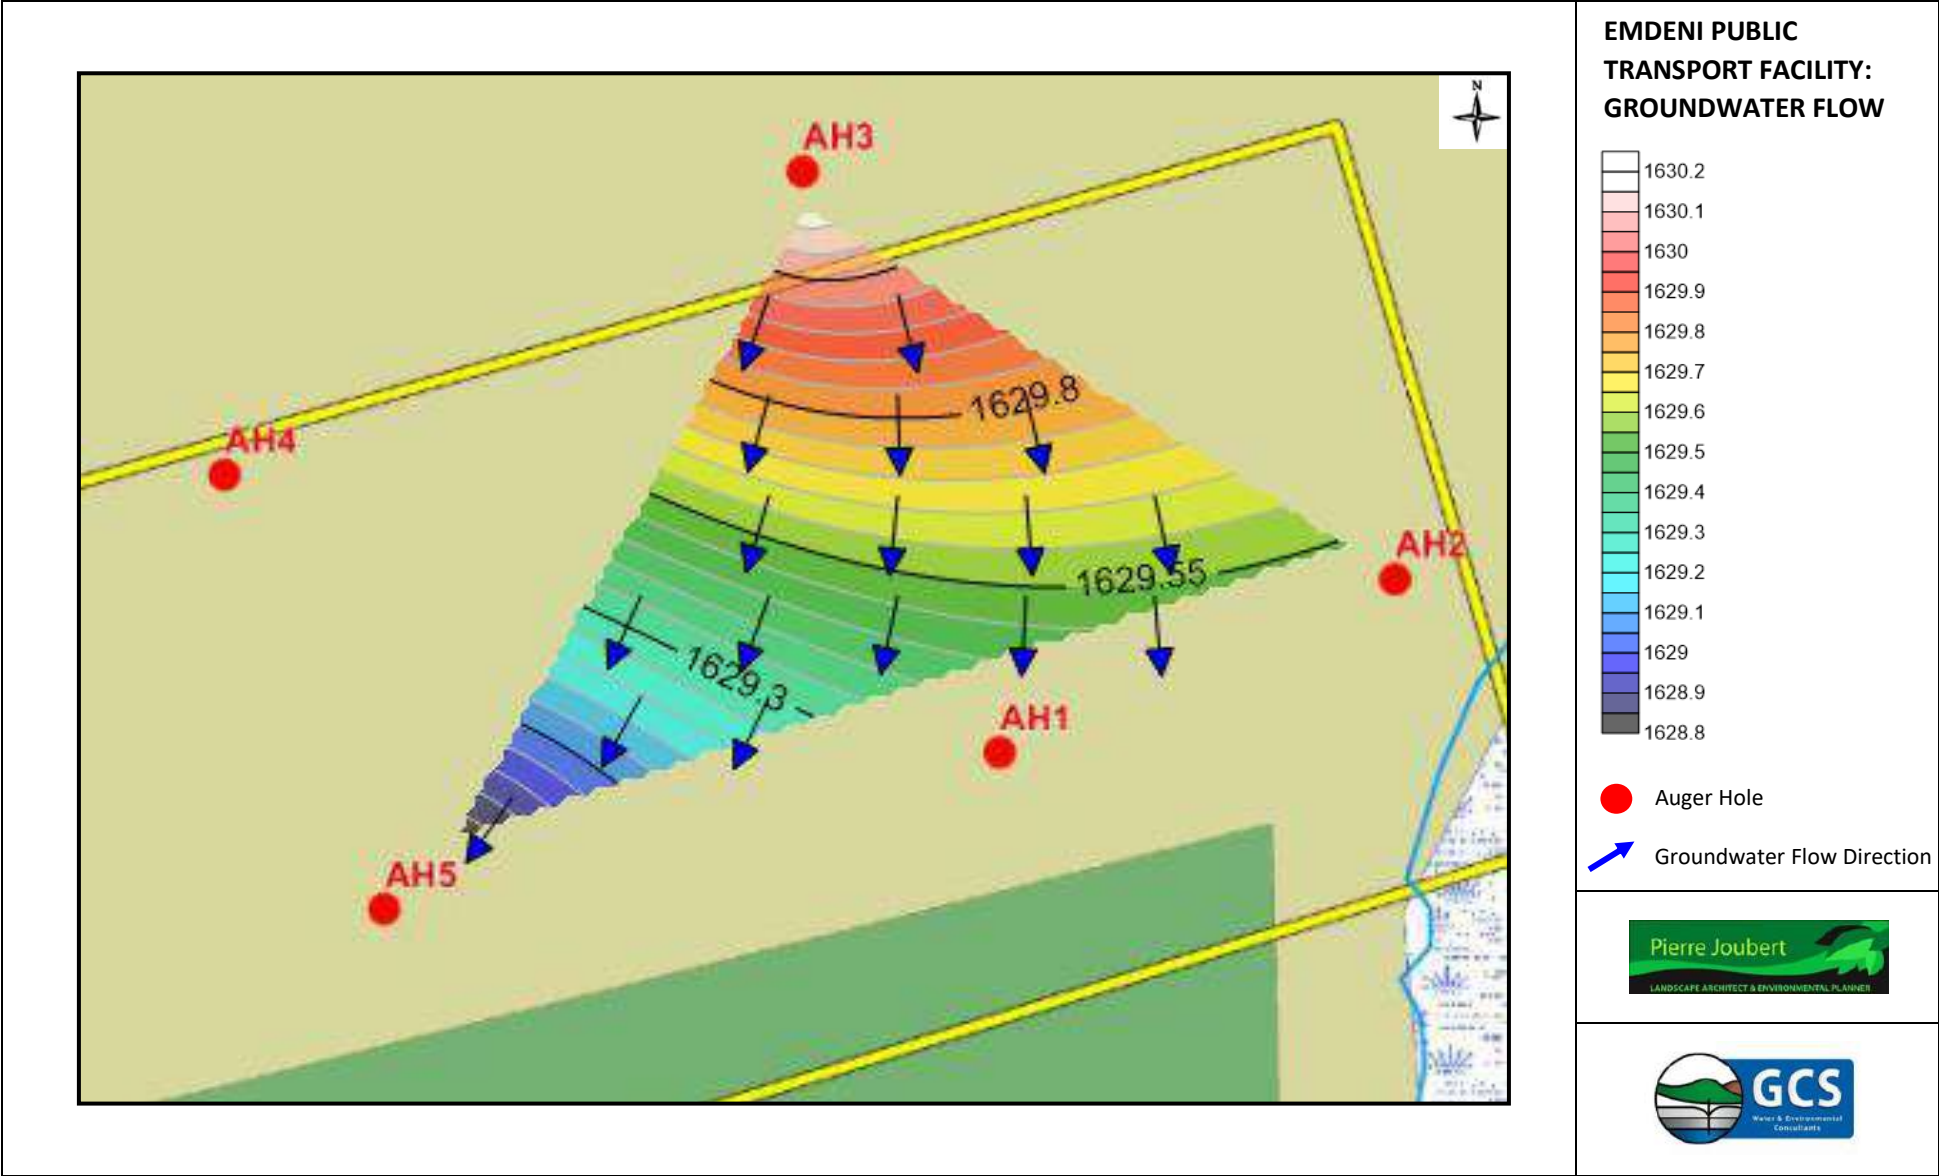 EMDENI PUBLIC
TRANSPORT FACILITY:
GROUNDWATER FLOW
N
AH3
AH4
AH2
AH1
AH5
1629.8
1629.55
1629.3
1630.2
1630.1
1630
1629.9
1629.8
1629.7
1629.6
1629.5
1629.4
1629.3
1629.2
1629.1
1629
1628.9
1628.8
Auger Hole
Groundwater Flow Direction
Pierre Joubert
LANDSCAPE ARCHITECT & ENVIRONMENTAL PLANNER
GCS
Water & Environmental
Consultants